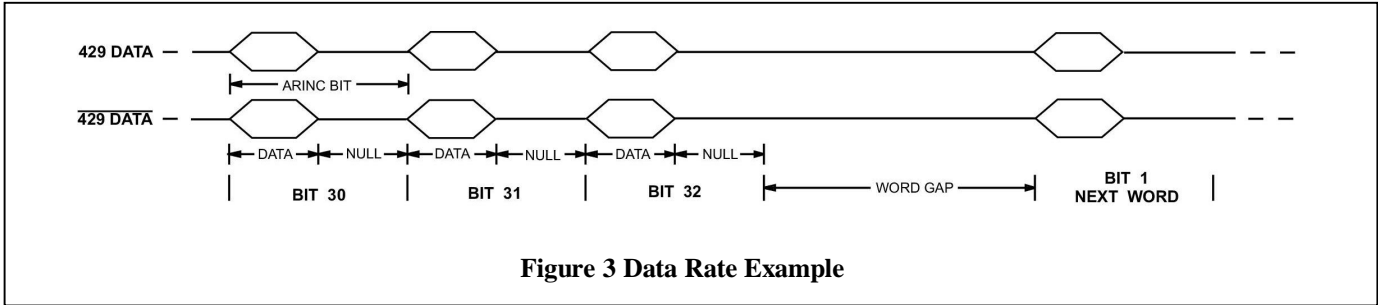 429 DATA
ARINC BIT
429 DATA
DATA NULL DATA NULL DATA NULL
BIT 30 BIT 31 BIT 32 WORD GAP BIT 1
NEXT WORD
Figure 3 Data Rate Example